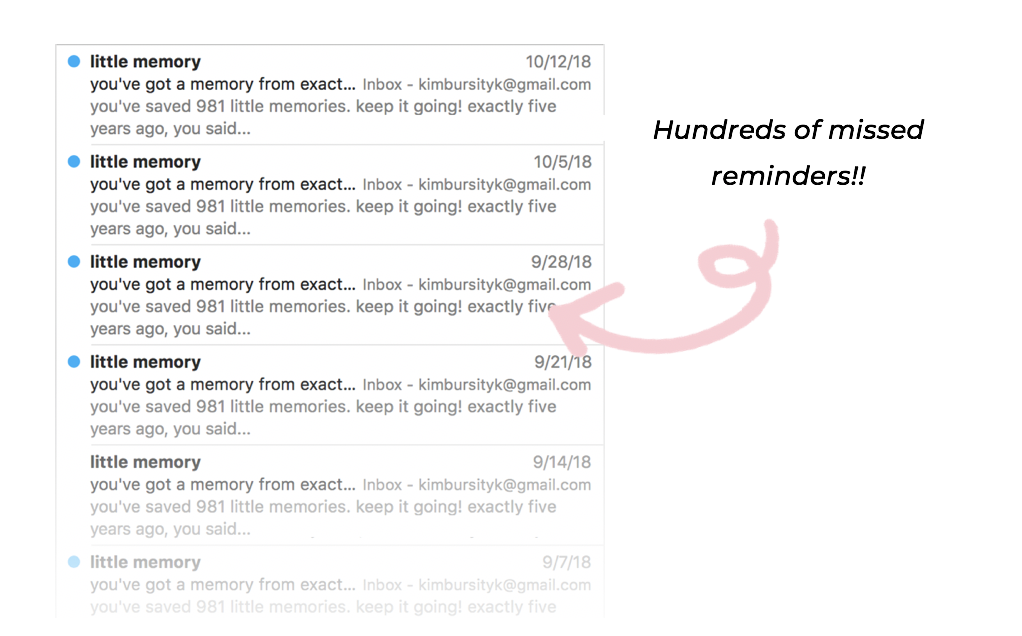 little memory 10/12/18
you've got a memory from exact... Inbox - kimbursityk@gmail.com
you've saved 981 little memories. keep it going! exactly five
years ago, you said...
little memory 10/5/18
you've got a memory from exact... Inbox - kimbursityk@gmail.com
you've saved 981 little memories. keep it going! exactly five
years ago, you said...
little memory 9/28/18
you've got a memory from exact... Inbox - kimbursityk@gmail.com
you've saved 981 little memories. keep it going! exactly five
years ago, you said...
little memory 9/21/18
you've got a memory from exact... Inbox - kimbursityk@gmail.com
you've saved 981 little memories. keep it going! exactly five
years ago, you said...
little memory 9/14/18
you've got a memory from exact... Inbox - kimbursityk@gmail.com
you've saved 981 little memories. keep it going! exactly five
years ago, you said...
little memory 9/7/18
you've got a memory from exact... Inbox - kimbursityk@gmail.com
you've saved 981 little memories. keep it going! exactly five
Hundreds of missed
reminders!!